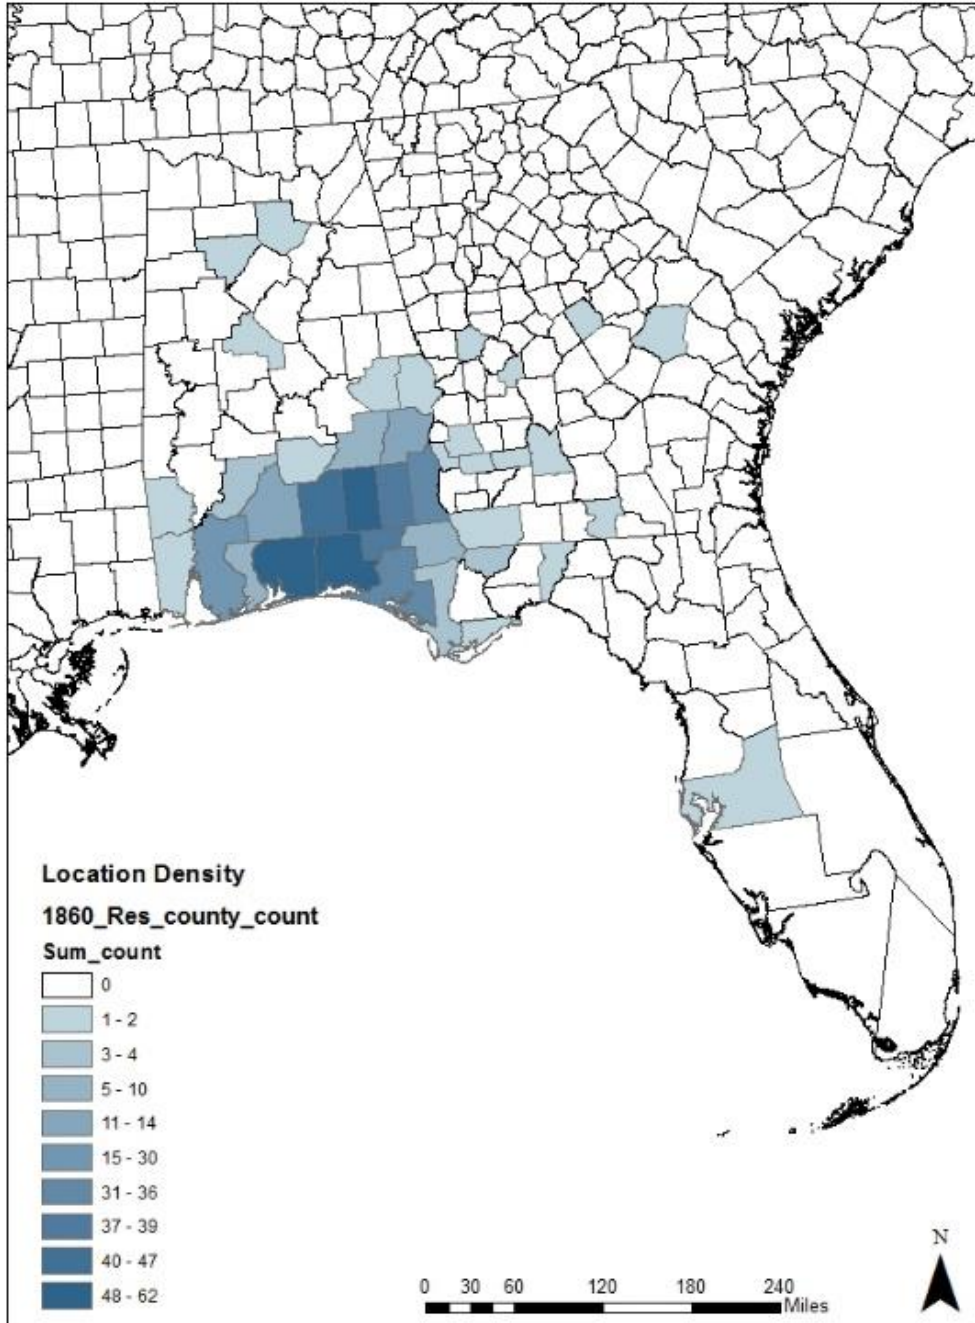 Location Density
1860_Res_county_count
Sum_count
0
1 - 2
3 - 4
5 - 10
11 - 14
15 - 30
31 - 36
37 - 39
40 - 47
48 - 62
0 30 60 120 180 240
Miles
N